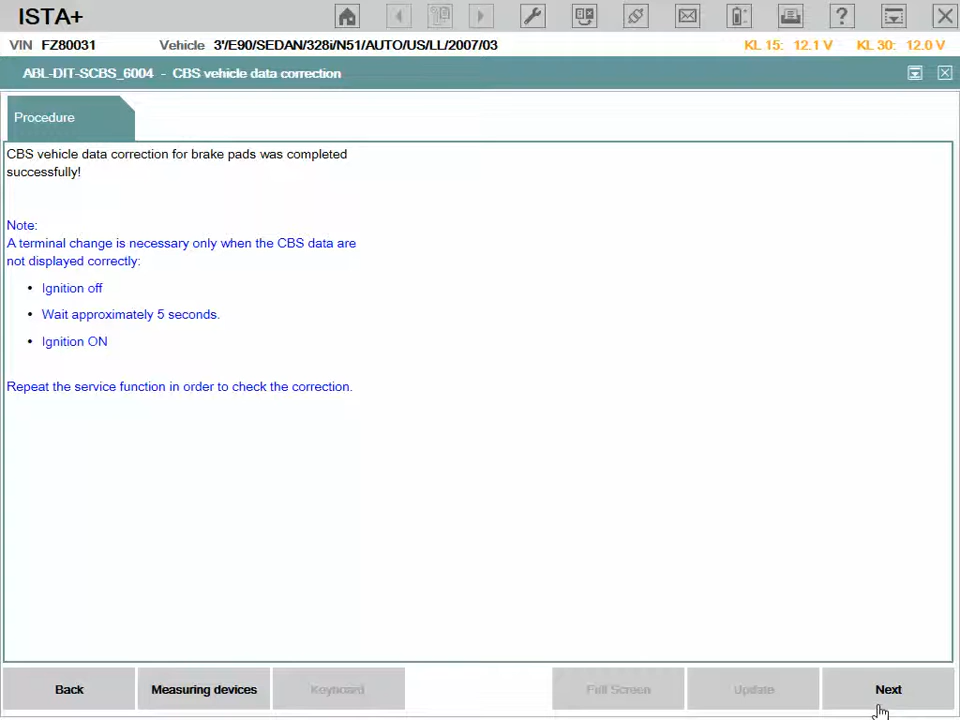 ISTA+
VIN FZ80031 Vehicle 3'/E90/SEDAN/328i/N51/AUTO/US/LL/2007/03 KL 15: 12.1 V KL 30: 12.0 V
ABL-DIT-SCBS_6004 - CBS vehicle data correction
Procedure
CBS vehicle data correction for brake pads was completed
successfully!
Note:
A terminal change is necessary only when the CBS data are
not displayed correctly:
• Ignition off
• Wait approximately 5 seconds.
• Ignition ON
Repeat the service function in order to check the correction.
Back Measuring devices Keyboard Full Screen Update Next